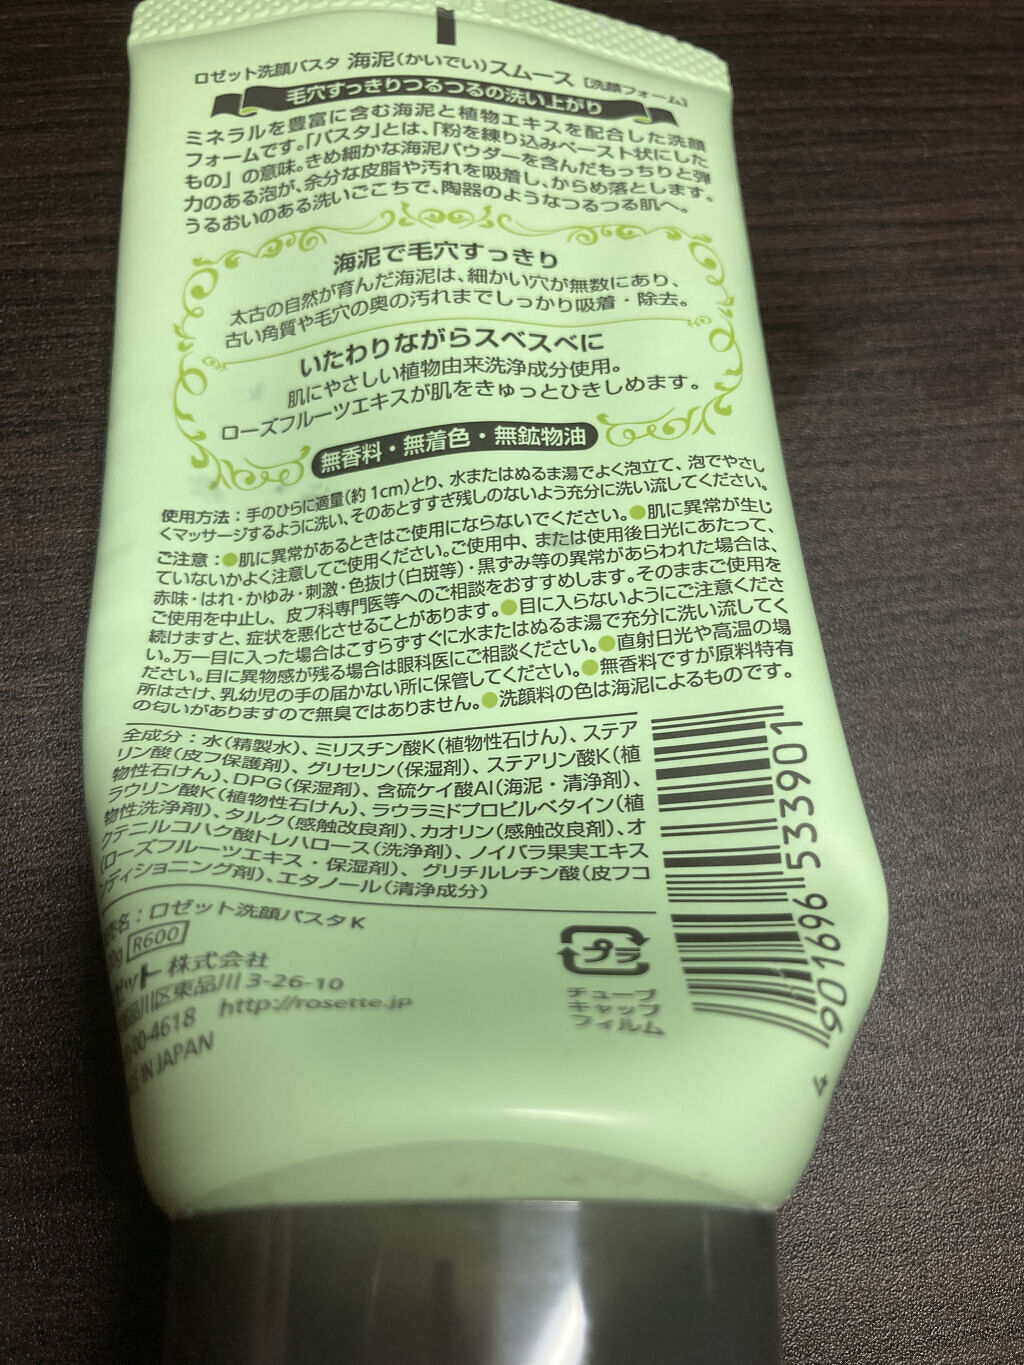 ロゼット洗顔パスタ 海泥(かいでい)スムース [洗顔フォーム]
毛穴すっきりつるつるの洗い上がり
ミネラルを豊富に含む海泥と植物エキスを配合した洗顔
フォームです。「パスタ」とは、「粉を練り込みペースト状にした
もの」の意味。きめ細かな海泥パウダーを含んだもっちりと弾
力のある泡が、余分な皮脂や汚れを吸着し、からめ落とします。
うるおいのある洗いごこちで、陶器のようなつるつる肌へ。
海泥で毛穴すっきり
太古の自然が育んだ海泥は、細かい穴が無数にあり、
古い角質や毛穴の奥の汚れまでしっかり吸着・除去。
いたわりながらスベスベに
肌にやさしい植物由来洗浄成分使用。
ローズフルーツエキスが肌をきゅっとひきしめます。
無香料・無着色・無鉱物油
使用方法：手のひらに適量(約1cm)とり、水またはぬるま湯でよく泡立て、泡でやさし
くマッサージするように洗い、そのあとすすぎ残しのないよう充分に洗い流してください。
ご注意：●肌に異常があるときはご使用にならないでください。●肌に異常が生じ
ていないかよく注意してご使用ください。ご使用中、または使用後日光にあたって、
赤味・はれ・かゆみ・刺激・色抜け(白斑等)・黒ずみ等の異常があらわれた場合は、
ご使用を中止し、皮フ科専門医等へのご相談をおすすめします。そのままご使用を
続けますと、症状を悪化させることがあります。●目に入らないようにご注意くださ
い。万一目に入った場合はこすらずすぐに水またはぬるま湯で充分に洗い流してく
ださい。目に異物感が残る場合は眼科医にご相談ください。●直射日光や高温の場
所はさけ、乳幼児の手の届かない所に保管してください。●無香料ですが原料特有
の匂いがありますので無臭ではありません。●洗顔料の色は海泥によるものです。
全成分：水(精製水)、ミリスチン酸K(植物性石けん)、ステア
リン酸(皮フ保護剤)、グリセリン(保湿剤)、ステアリン酸K(植
物性石けん)、DPG(保湿剤)、含硫ケイ酸Al(海泥・清浄剤)、
ラウリン酸K(植物性石けん)、ラウラミドプロピルベタイン(植
物性洗浄剤)、タルク(感触改良剤)、カオリン(感触改良剤)、オ
クテニルコハク酸トレハロース(洗浄剤)、ノイバラ果実エキス
(ローズフルーツエキス・保湿剤)、グリチルレチン酸(皮フコ
ンディショニング剤)、エタノール(清浄成分)
名：ロゼット洗顔パスタK
0g R600
ゼット株式会社
品川区東品川3-26-10
00-4618 http://rosette.jp
E IN JAPAN
プラ
チューブ
キャップ
フィルム
4901696533901